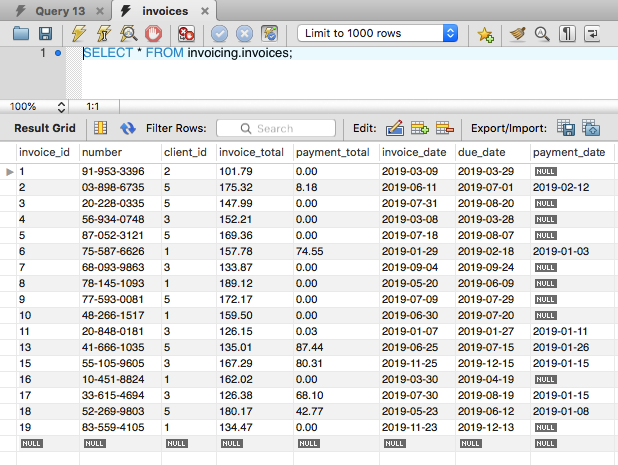 Query 13 invoices
Limit to 1000 rows
1 SELECT * FROM invoicing.invoices;
100% 1:1
Result Grid Filter Rows: Search Edit: Export/Import:
invoice_id number client_id invoice_total payment_total invoice_date due_date payment_date
1 91-953-3396 2 101.79 0.00 2019-03-09 2019-03-29 NULL
2 03-898-6735 5 175.32 8.18 2019-06-11 2019-07-01 2019-02-12
3 20-228-0335 5 147.99 0.00 2019-07-31 2019-08-20 NULL
4 56-934-0748 3 152.21 0.00 2019-03-08 2019-03-28 NULL
5 87-052-3121 5 169.36 0.00 2019-07-18 2019-08-07 NULL
6 75-587-6626 1 157.78 74.55 2019-01-29 2019-02-18 2019-01-03
7 68-093-9863 3 133.87 0.00 2019-09-04 2019-09-24 NULL
8 78-145-1093 1 189.12 0.00 2019-05-20 2019-06-09 NULL
9 77-593-0081 5 172.17 0.00 2019-07-09 2019-07-29 NULL
10 48-266-1517 1 159.50 0.00 2019-06-30 2019-07-20 NULL
11 20-848-0181 3 126.15 0.03 2019-01-07 2019-01-27 2019-01-11
13 41-666-1035 5 135.01 87.44 2019-06-25 2019-07-15 2019-01-26
15 55-105-9605 3 167.29 80.31 2019-11-25 2019-12-15 2019-01-15
16 10-451-8824 1 162.02 0.00 2019-03-30 2019-04-19 NULL
17 33-615-4694 3 126.38 68.10 2019-07-30 2019-08-19 2019-01-15
18 52-269-9803 5 180.17 42.77 2019-05-23 2019-06-12 2019-01-08
19 83-559-4105 1 134.47 0.00 2019-11-23 2019-12-13 NULL
NULL NULL NULL NULL NULL NULL NULL NULL